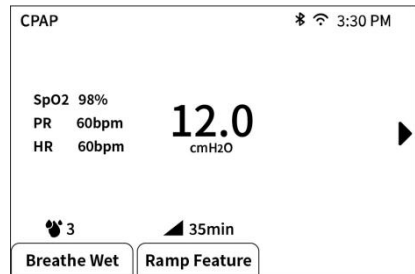 CPAP 3:30 PM
SpO2 98%
PR 60bpm
HR 60bpm
12.0
cmH2O
3 35min
Breathe Wet Ramp Feature